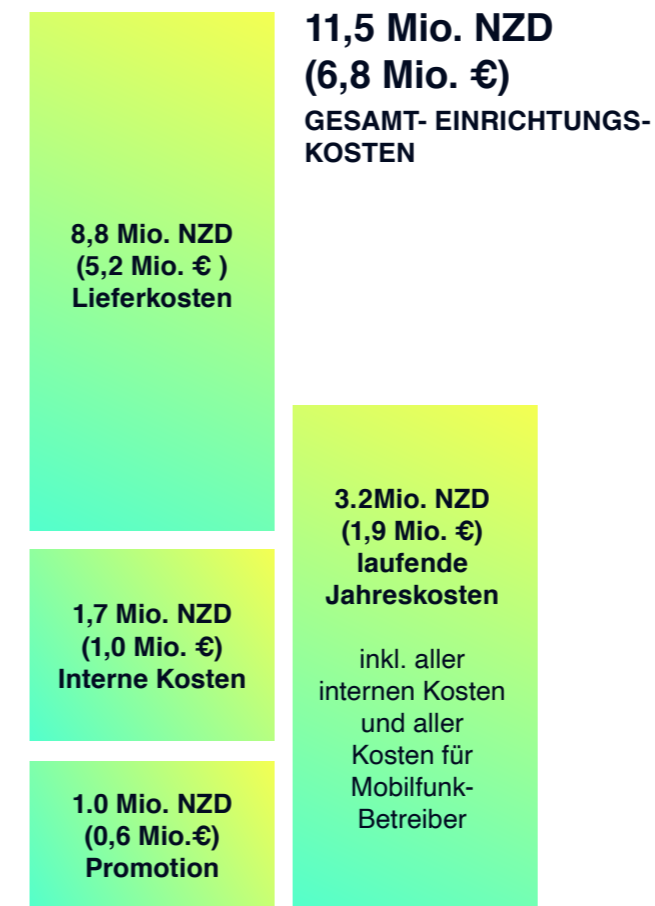 11,5 Mio. NZD
(6,8 Mio. €)
GESAMT- EINRICHTUNGS-
KOSTEN
8,8 Mio. NZD
(5,2 Mio. € )
Lieferkosten
1,7 Mio. NZD
(1,0 Mio. €)
Interne Kosten
1.0 Mio. NZD
(0,6 Mio.€)
Promotion
3.2Mio. NZD
(1,9 Mio. €)
laufende
Jahreskosten
inkl. aller
internen Kosten
und aller
Kosten für
Mobilfunk-
Betreiber